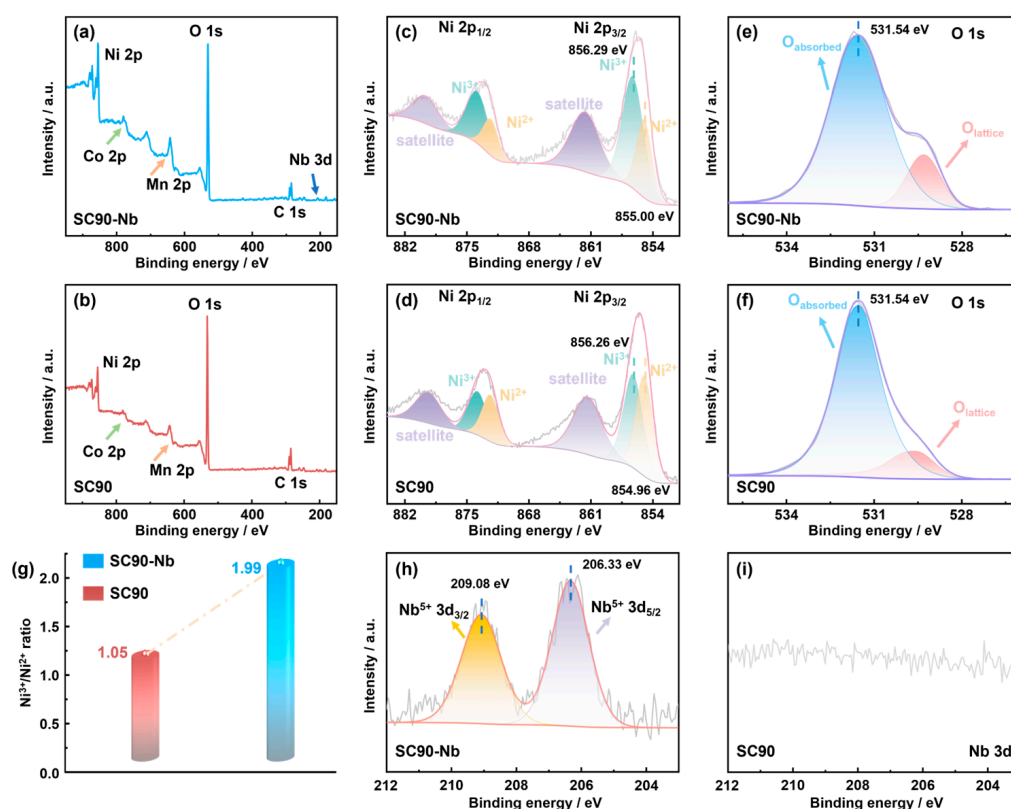 (a)
O 1s
Ni 2p
Co 2p
Mn 2p
Nb 3d
C 1s
SC90-Nb
Intensity / a.u.
800 600 400 200
Binding energy / eV
(b)
O 1s
Ni 2p
Co 2p
Mn 2p
C 1s
SC90
Intensity / a.u.
800 600 400 200
Binding energy / eV
(c)
Ni 2p1/2
Ni 2p3/2
856.29 eV
Ni3+
Ni3+
Ni2+
Ni2+
satellite
satellite
855.00 eV
SC90-Nb
Intensity / a.u.
882 875 868 861 854
Binding energy / eV
(d)
Ni 2p1/2
Ni 2p3/2
856.26 eV
Ni3+
Ni3+
Ni2+
Ni2+
satellite
satellite
854.96 eV
SC90
Intensity / a.u.
882 875 868 861 854
Binding energy / eV
(e)
531.54 eV
O 1s
Oabsorbed
Olattice
SC90-Nb
Intensity / a.u.
534 531 528
Binding energy / eV
(f)
531.54 eV
O 1s
Oabsorbed
Olattice
SC90
Intensity / a.u.
534 531 528
Binding energy / eV
(g)
SC90-Nb
SC90
1.99
1.05
Ni3+/Ni2+ ratio
2.0
1.5
1.0
0.5
0.0
(h)
209.08 eV
206.33 eV
Nb5+ 3d3/2
Nb5+ 3d5/2
SC90-Nb
Intensity / a.u.
212 210 208 206 204
Binding energy / eV
(i)
SC90
Nb 3d
Intensity / a.u.
212 210 208 206 204
Binding energy / eV